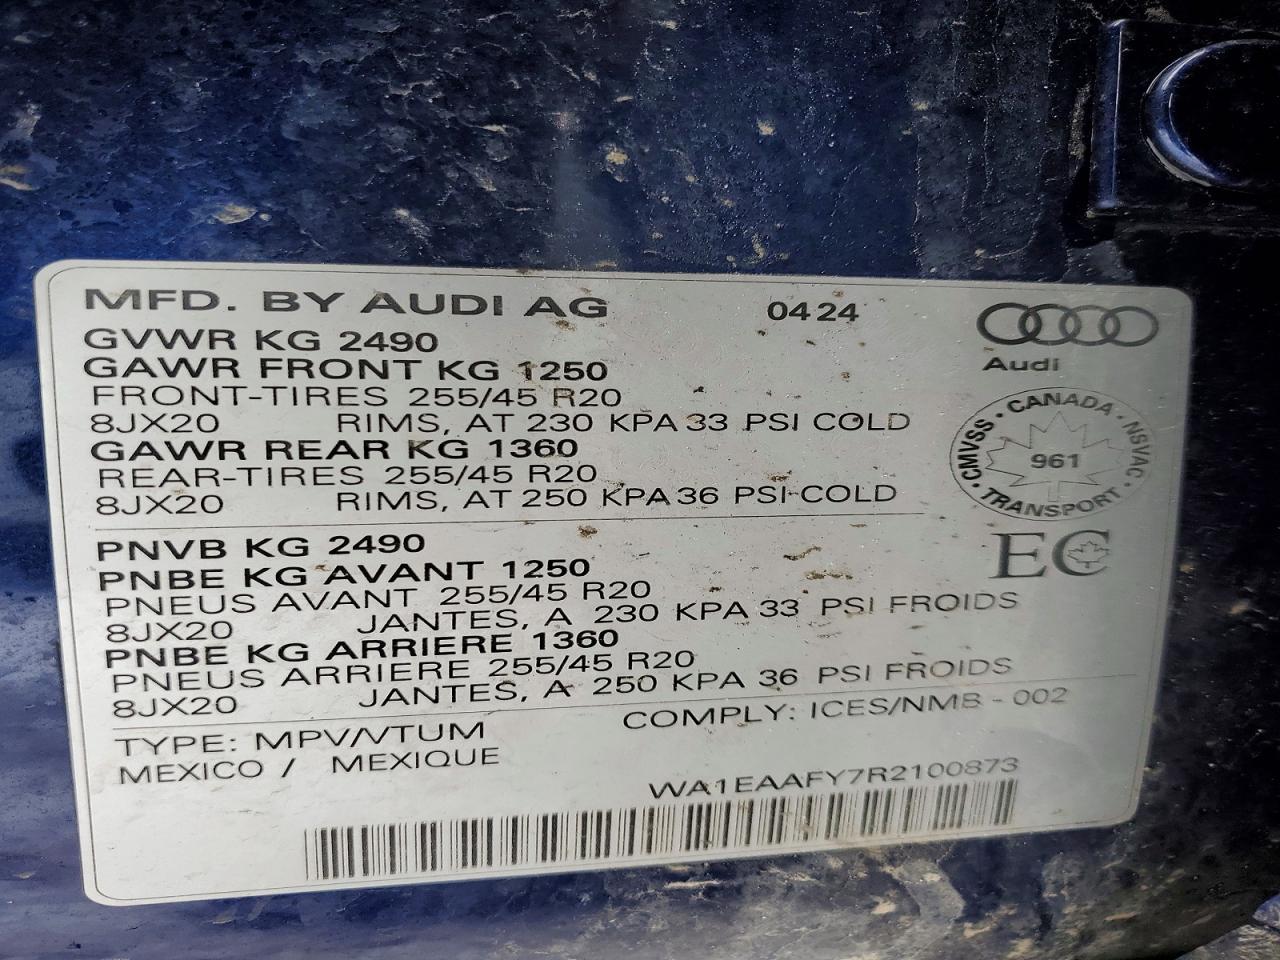 MFD. BY AUDI AG 04 24
Audi
GVWR KG 2490
GAWR FRONT KG 1250
FRONT-TIRES 255/45 R20
8JX20 RIMS, AT 230 KPA 33 PSI COLD
GAWR REAR KG 1360
REAR-TIRES 255/45 R20
8JX20 RIMS, AT 250 KPA 36 PSI COLD
CMVSS · CANADA · NSVAC · TRANSPORT ·
961
EC
PNVB KG 2490
PNBE KG AVANT 1250
PNEUS AVANT 255/45 R20
8JX20 JANTES, A 230 KPA 33 PSI FROIDS
PNBE KG ARRIERE 1360
PNEUS ARRIERE 255/45 R20
8JX20 JANTES, A 250 KPA 36 PSI FROIDS
TYPE: MPV/VTUM COMPLY: ICES/NMB - 002
MEXICO / MEXIQUE
WA1EAAFY7R2100873